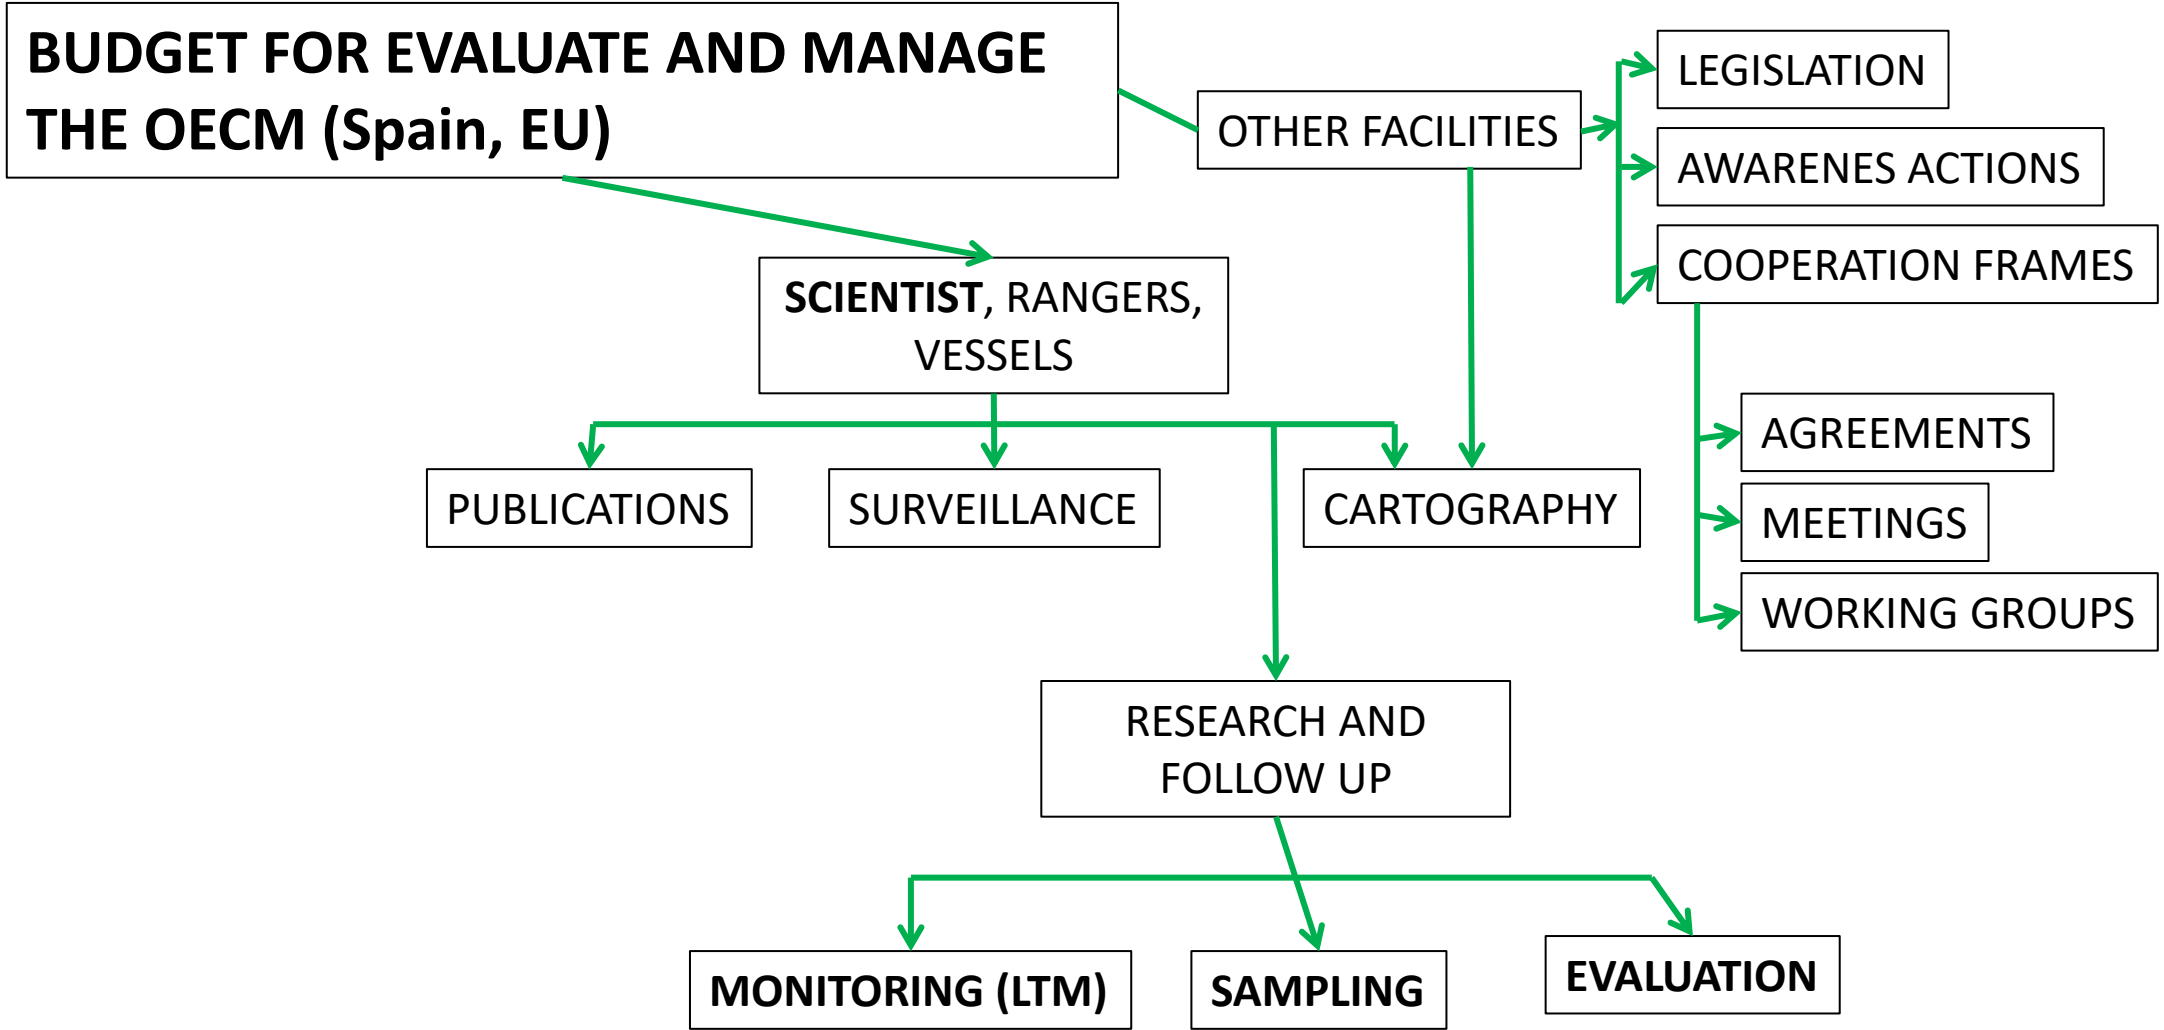 BUDGET FOR EVALUATE AND MANAGE
THE OECM (Spain, EU)
OTHER FACILITIES
LEGISLATION
AWARENES ACTIONS
COOPERATION FRAMES
SCIENTIST, RANGERS,
VESSELS
AGREEMENTS
MEETINGS
WORKING GROUPS
PUBLICATIONS
SURVEILLANCE
CARTOGRAPHY
RESEARCH AND
FOLLOW UP
MONITORING (LTM)
SAMPLING
EVALUATION